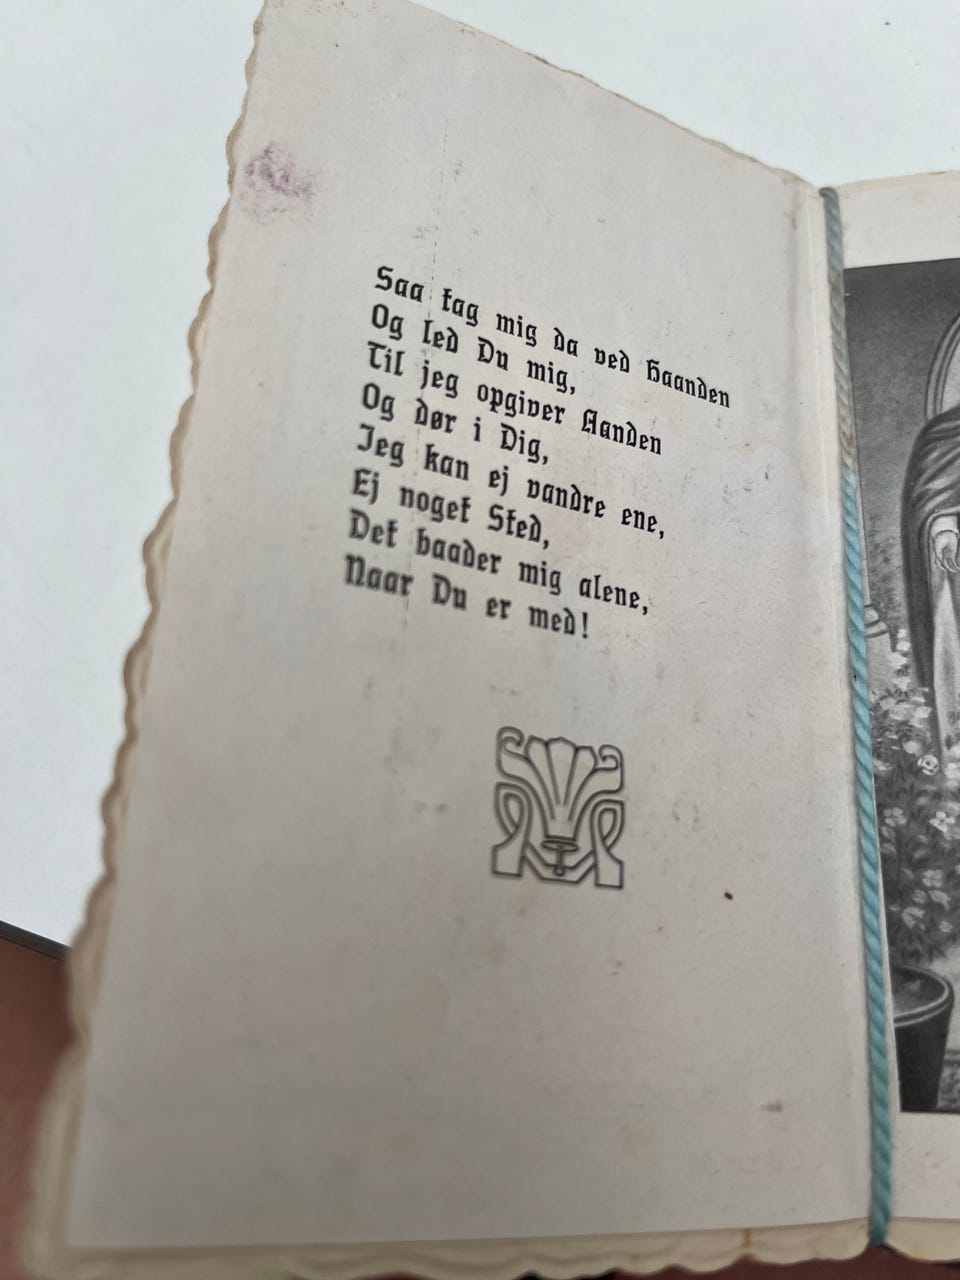 Saa tag mig da ved Haanden
Og led Du mig,
Til jeg opgiver Aanden
Og dør i Dig,
Jeg kan ej vandre ene,
Ej noget Sted,
Det baader mig alene,
Naar Du er med!